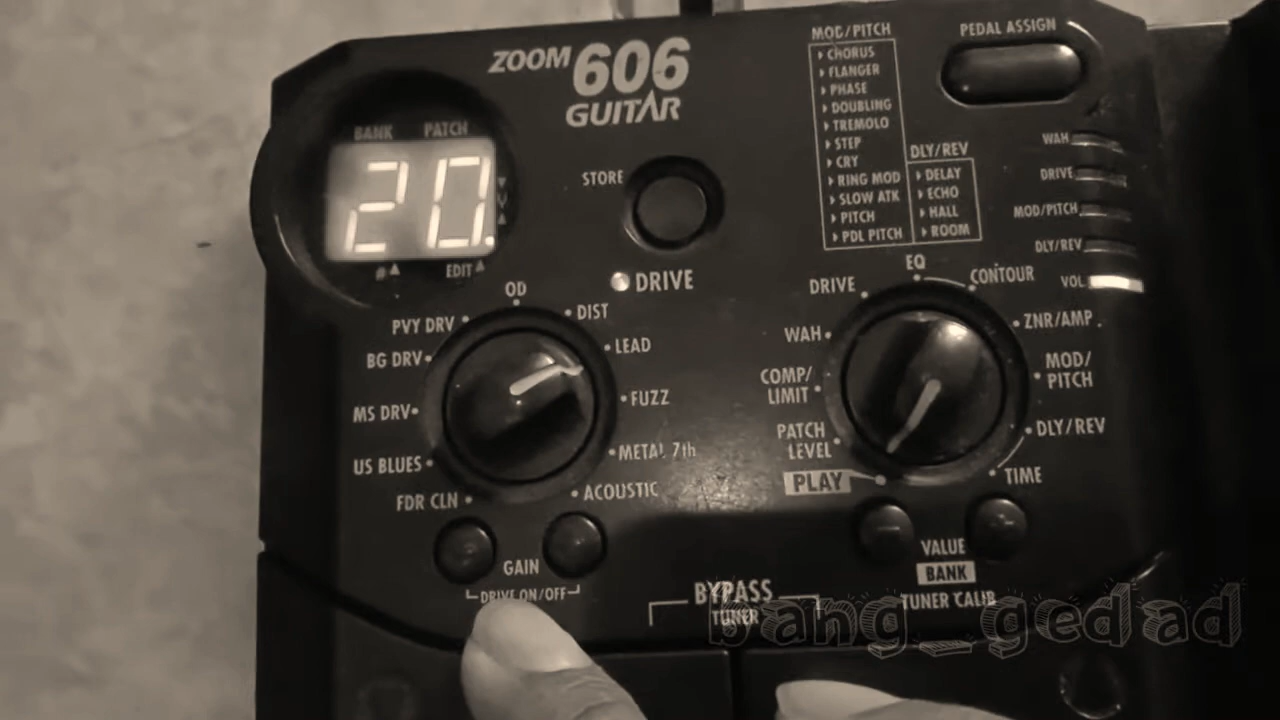 ZOOM 606
GUITAR
BANK PATCH
20.
# EDIT
STORE
DRIVE
MOD/PITCH
CHORUS
FLANGER
PHASE
DOUBLING
TREMOLO
STEP
CRY
RING MOD
SLOW ATK
PITCH
PDL PITCH
DLY/REV
DELAY
ECHO
HALL
ROOM
PEDAL ASSIGN
WAH
DRIVE
MOD/PITCH
DLY/REV
VOL
OD
DIST
LEAD
FUZZ
METAL 7th
ACOUSTIC
PVY DRV
BG DRV
MS DRV
US BLUES
FDR CLN
GAIN
DRIVE ON/OFF
DRIVE
EQ
CONTOUR
ZNR/AMP
MOD/
PITCH
DLY/REV
TIME
WAH
COMP/
LIMIT
PATCH
LEVEL
PLAY
VALUE
BANK
TUNER CALIB
BYPASS
TUNER
bang_gedad